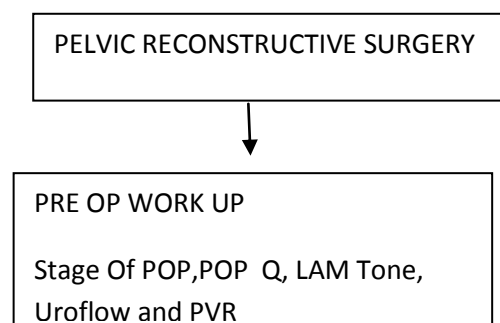 PELVIC RECONSTRUCTIVE SURGERY
PRE OP WORK UP
Stage Of POP,POP Q, LAM Tone,
Uroflow and PVR